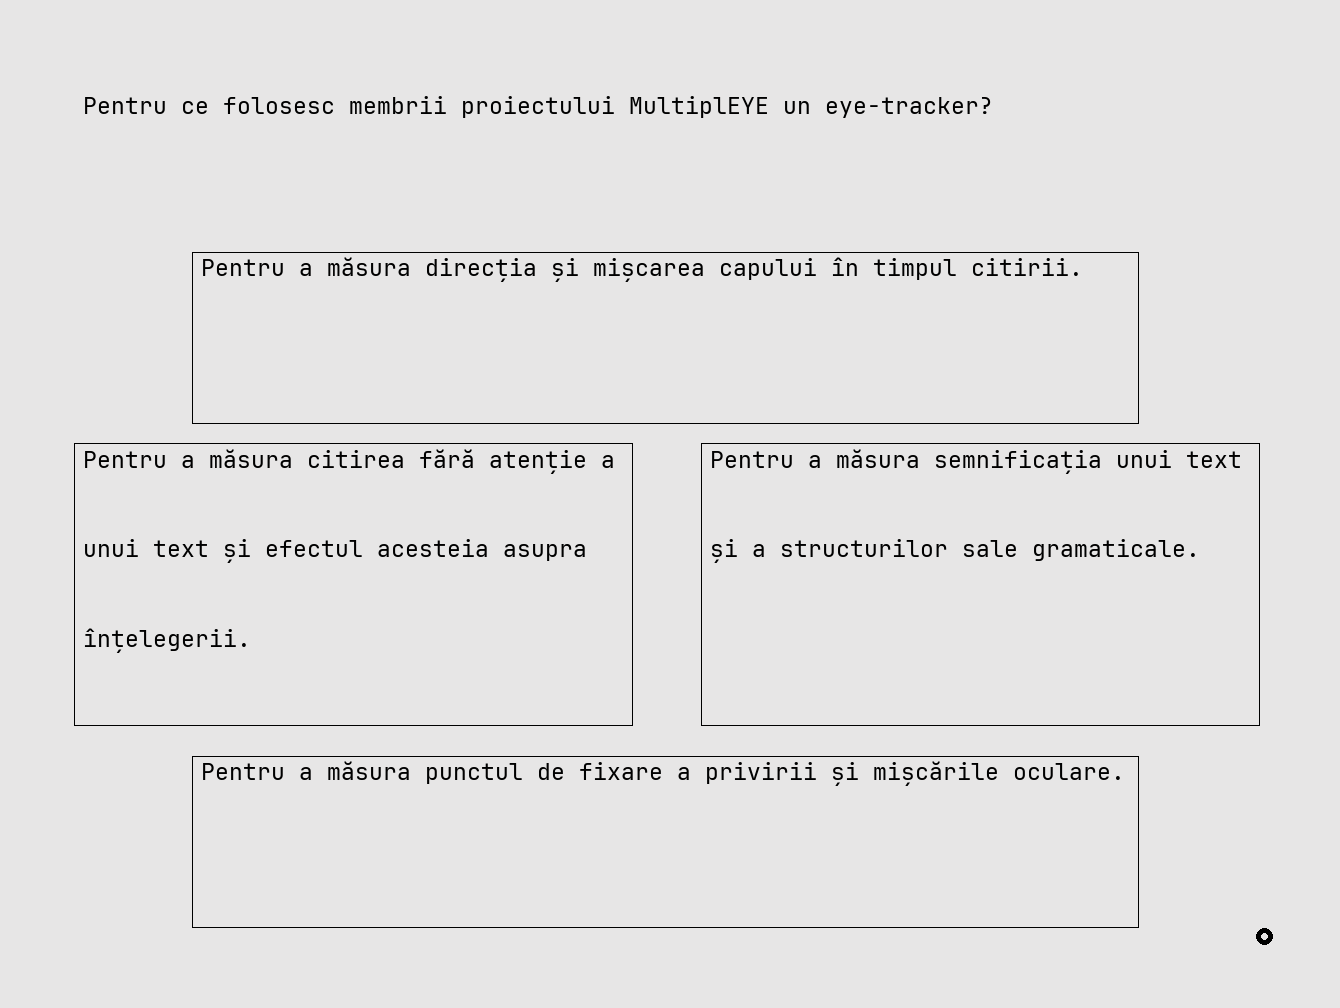 Pentru ce folosesc membrii proiectului MultiplEYE un eye-tracker?
Pentru a măsura direcția și mișcarea capului în timpul citirii.
Pentru a măsura citirea fără atenție a
unui text și efectul acesteia asupra
înțelegerii.
Pentru a măsura semnificația unui text
și a structurilor sale gramaticale.
Pentru a măsura punctul de fixare a privirii și mișcările oculare.